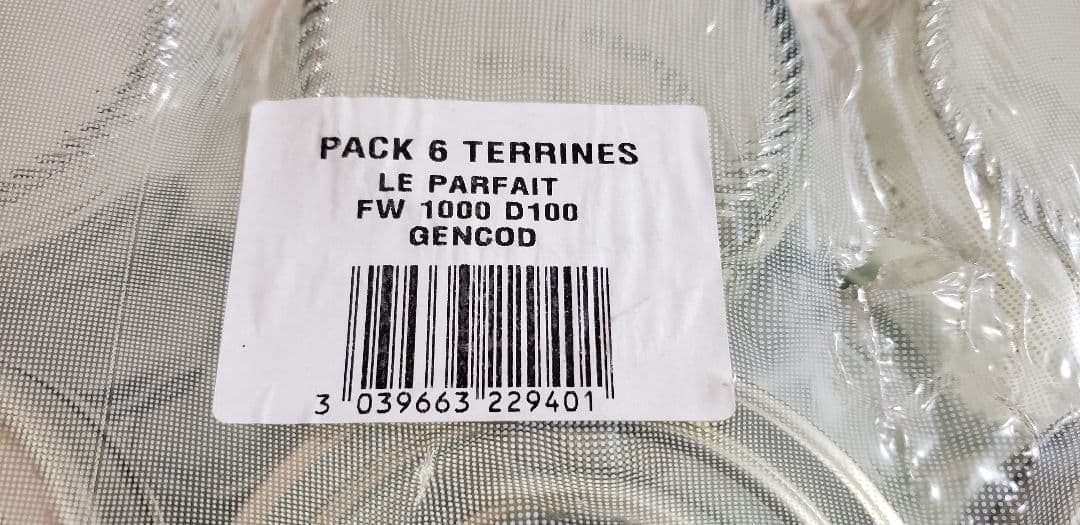 PACK 6 TERRINES
LE PARFAIT
FW 1000 D100
GENCOD
3 039663 229401